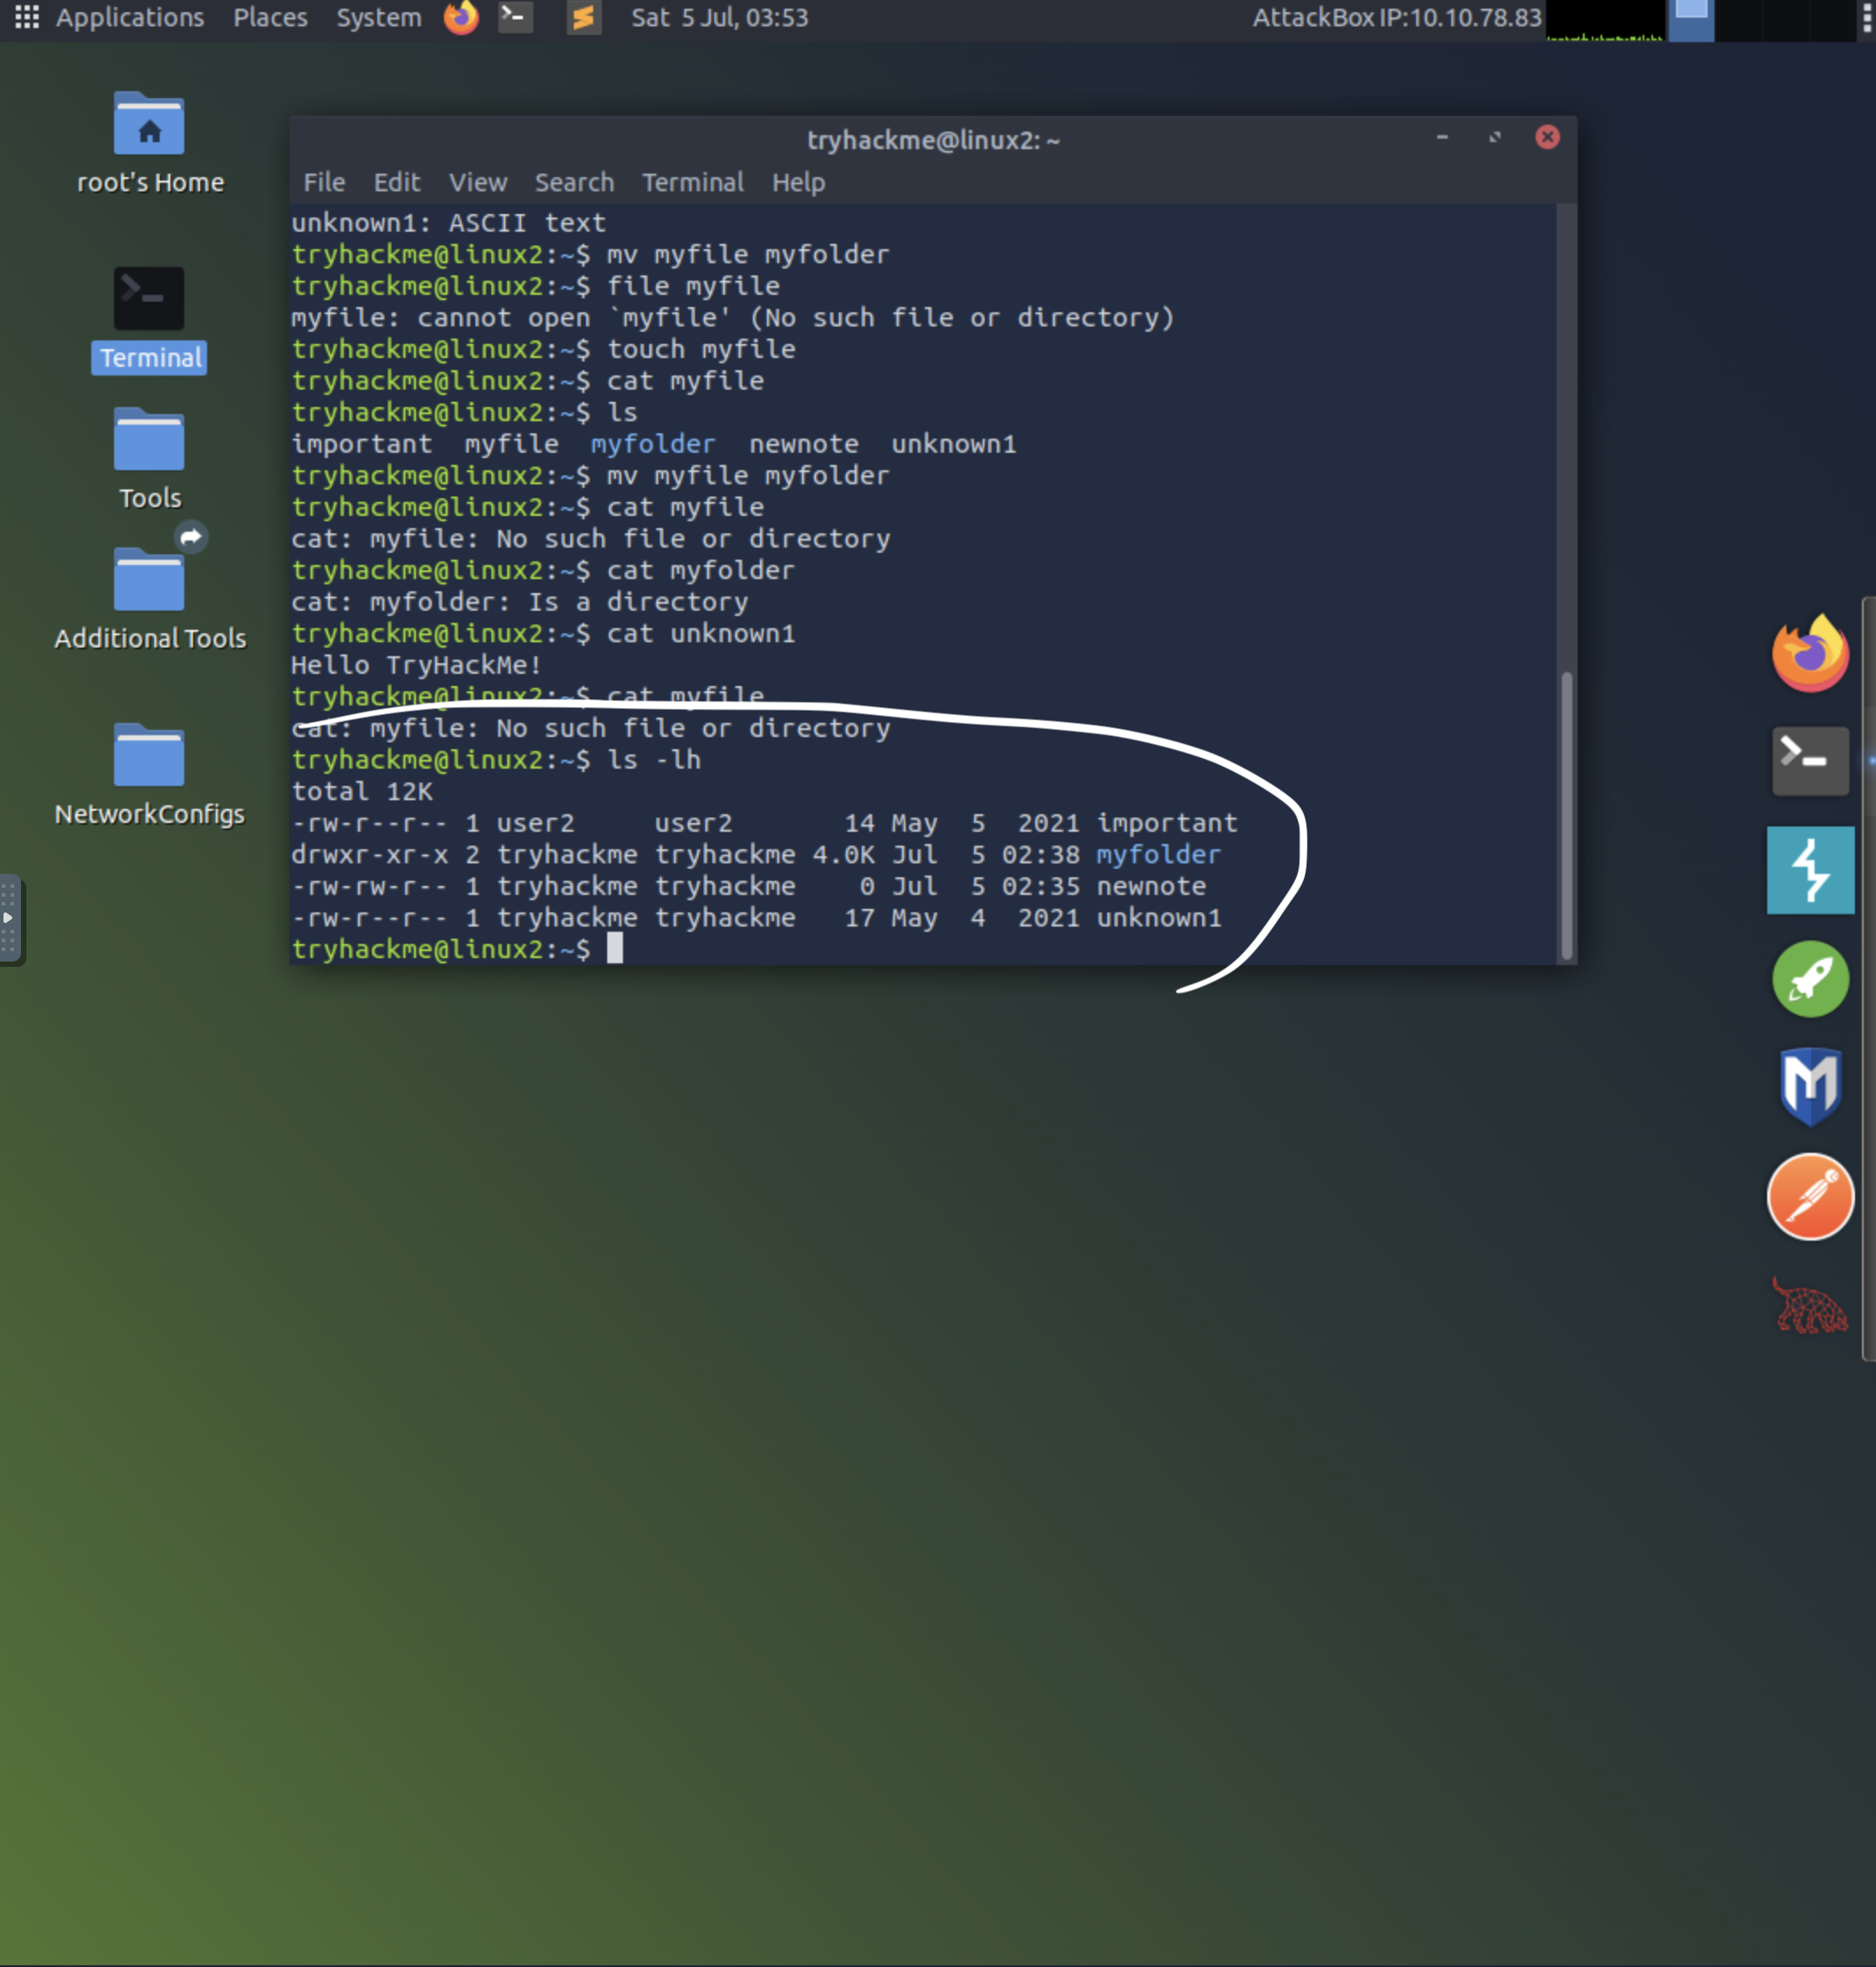 Applications Places System Sat 5 Jul, 03:53 AttackBox IP:10.10.78.83
root's Home
Terminal
Tools
Additional Tools
NetworkConfigs
tryhackme@linux2: ~
File Edit View Search Terminal Help
unknown1: ASCII text
tryhackme@linux2:~$ mv myfile myfolder
tryhackme@linux2:~$ file myfile
myfile: cannot open `myfile' (No such file or directory)
tryhackme@linux2:~$ touch myfile
tryhackme@linux2:~$ cat myfile
tryhackme@linux2:~$ ls
important  myfile  myfolder  newnote  unknown1
tryhackme@linux2:~$ mv myfile myfolder
tryhackme@linux2:~$ cat myfile
cat: myfile: No such file or directory
tryhackme@linux2:~$ cat myfolder
cat: myfolder: Is a directory
tryhackme@linux2:~$ cat unknown1
Hello TryHackMe!
tryhackme@linux2:~$ cat myfile
cat: myfile: No such file or directory
tryhackme@linux2:~$ ls -lh
total 12K
-rw-r--r-- 1 user2     user2       14 May  5  2021 important
drwxr-xr-x 2 tryhackme tryhackme 4.0K Jul  5 02:38 myfolder
-rw-rw-r-- 1 tryhackme tryhackme    0 Jul  5 02:35 newnote
-rw-r--r-- 1 tryhackme tryhackme   17 May  4  2021 unknown1
tryhackme@linux2:~$